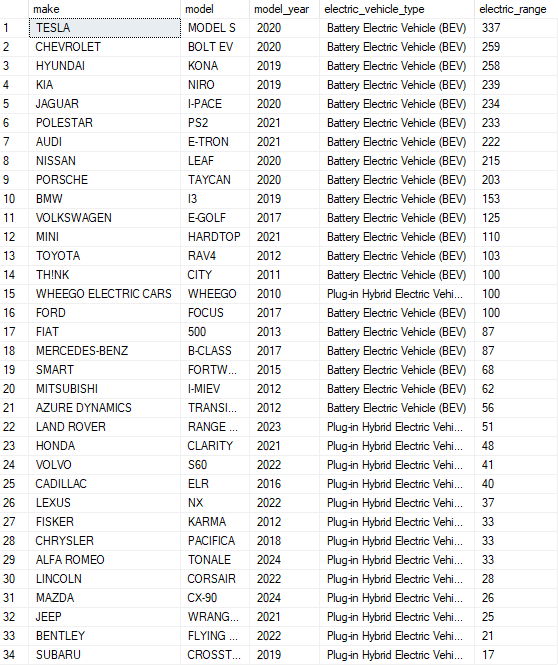 make model model_year electric_vehicle_type electric_range
1 TESLA MODEL S 2020 Battery Electric Vehicle (BEV) 337
2 CHEVROLET BOLT EV 2020 Battery Electric Vehicle (BEV) 259
3 HYUNDAI KONA 2019 Battery Electric Vehicle (BEV) 258
4 KIA NIRO 2019 Battery Electric Vehicle (BEV) 239
5 JAGUAR I-PACE 2020 Battery Electric Vehicle (BEV) 234
6 POLESTAR PS2 2021 Battery Electric Vehicle (BEV) 233
7 AUDI E-TRON 2021 Battery Electric Vehicle (BEV) 222
8 NISSAN LEAF 2020 Battery Electric Vehicle (BEV) 215
9 PORSCHE TAYCAN 2020 Battery Electric Vehicle (BEV) 203
10 BMW I3 2019 Battery Electric Vehicle (BEV) 153
11 VOLKSWAGEN E-GOLF 2017 Battery Electric Vehicle (BEV) 125
12 MINI HARDTOP 2021 Battery Electric Vehicle (BEV) 110
13 TOYOTA RAV4 2012 Battery Electric Vehicle (BEV) 103
14 TH!NK CITY 2011 Battery Electric Vehicle (BEV) 100
15 WHEEGO ELECTRIC CARS WHEEGO 2010 Plug-in Hybrid Electric Vehi... 100
16 FORD FOCUS 2017 Battery Electric Vehicle (BEV) 100
17 FIAT 500 2013 Battery Electric Vehicle (BEV) 87
18 MERCEDES-BENZ B-CLASS 2017 Battery Electric Vehicle (BEV) 87
19 SMART FORTW... 2015 Battery Electric Vehicle (BEV) 68
20 MITSUBISHI I-MIEV 2012 Battery Electric Vehicle (BEV) 62
21 AZURE DYNAMICS TRANSI... 2012 Battery Electric Vehicle (BEV) 56
22 LAND ROVER RANGE ... 2023 Plug-in Hybrid Electric Vehi... 51
23 HONDA CLARITY 2021 Plug-in Hybrid Electric Vehi... 48
24 VOLVO S60 2022 Plug-in Hybrid Electric Vehi... 41
25 CADILLAC ELR 2016 Plug-in Hybrid Electric Vehi... 40
26 LEXUS NX 2022 Plug-in Hybrid Electric Vehi... 37
27 FISKER KARMA 2012 Plug-in Hybrid Electric Vehi... 33
28 CHRYSLER PACIFICA 2018 Plug-in Hybrid Electric Vehi... 33
29 ALFA ROMEO TONALE 2024 Plug-in Hybrid Electric Vehi... 33
30 LINCOLN CORSAIR 2022 Plug-in Hybrid Electric Vehi... 28
31 MAZDA CX-90 2024 Plug-in Hybrid Electric Vehi... 26
32 JEEP WRANG... 2021 Plug-in Hybrid Electric Vehi... 25
33 BENTLEY FLYING ... 2022 Plug-in Hybrid Electric Vehi... 21
34 SUBARU CROSST... 2019 Plug-in Hybrid Electric Vehi... 17